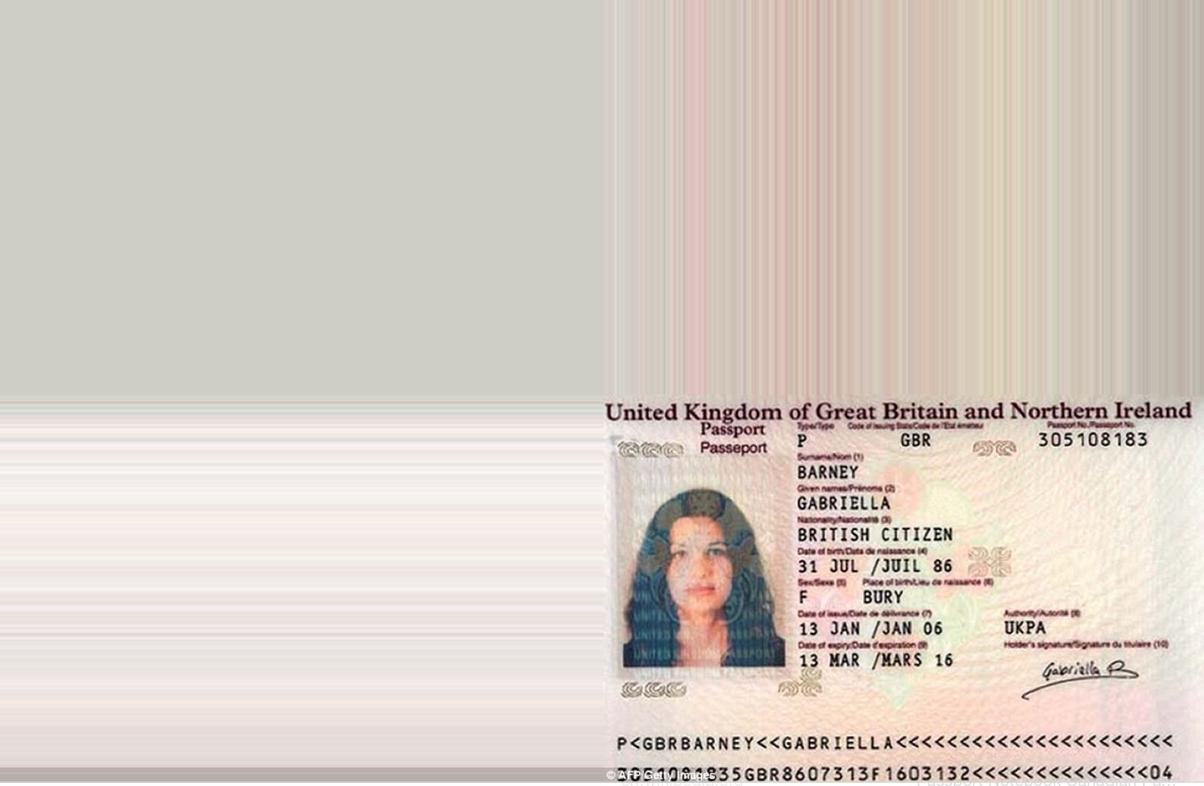 United Kingdom of Great Britain and Northern Ireland
Passport
Passeport
Type/Type Code of issuing State/Code de l'État émetteur Passport No./Passeport No.
P GBR 305108183
Surname/Nom (1)
BARNEY
Given names/Prénoms (2)
GABRIELLA
Nationality/Nationalité (3)
BRITISH CITIZEN
Date of birth/Date de naissance (4)
31 JUL /JUIL 86
Sex/Sexe (5) Place of birth/Lieu de naissance (6)
F BURY
Date of issue/Date de délivrance (7) Authority/Autorité (8)
13 JAN /JAN 06 UKPA
Date of expiry/Date d'expiration (9) Holder's signature/Signature du titulaire (10)
13 MAR /MARS 16
Gabriella B
UNITED KINGDOM PASSPORT
P<GBRBARNEY<<GABRIELLA<<<<<<<<<<<<<<<<<<<<<<
35GBR8607313F1603132<<<<<<<<<<<<<<04
© AFP Getty Images